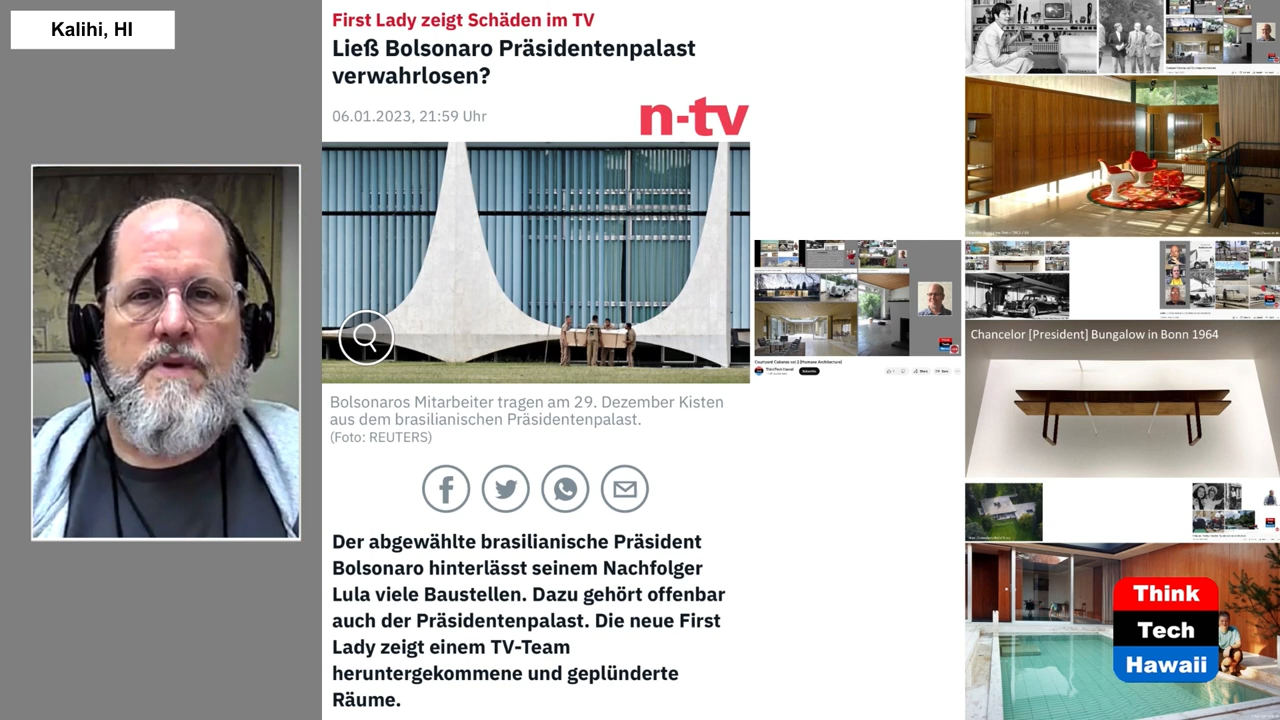 Kalihi, HI
First Lady zeigt Schäden im TV
Ließ Bolsonaro Präsidentenpalast
verwahrlosen?
06.01.2023, 21:59 Uhr
n-tv
Bolsonaros Mitarbeiter tragen am 29. Dezember Kisten
aus dem brasilianischen Präsidentenpalast.
(Foto: REUTERS)
Der abgewählte brasilianische Präsident
Bolsonaro hinterlässt seinem Nachfolger
Lula viele Baustellen. Dazu gehört offenbar
auch der Präsidentenpalast. Die neue First
Lady zeigt einem TV-Team
heruntergekommene und geplünderte
Räume.
Chancelor [President] Bungalow in Bonn 1964
Think
Tech
Hawaii